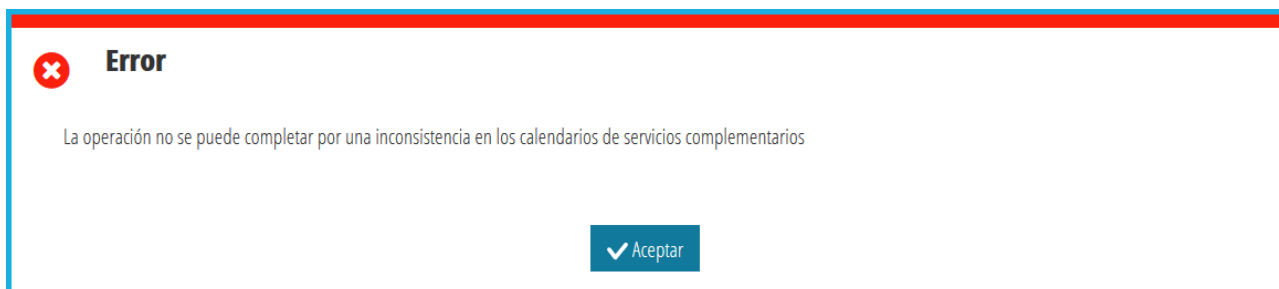 Error
La operación no se puede completar por una inconsistencia en los calendarios de servicios complementarios
Aceptar